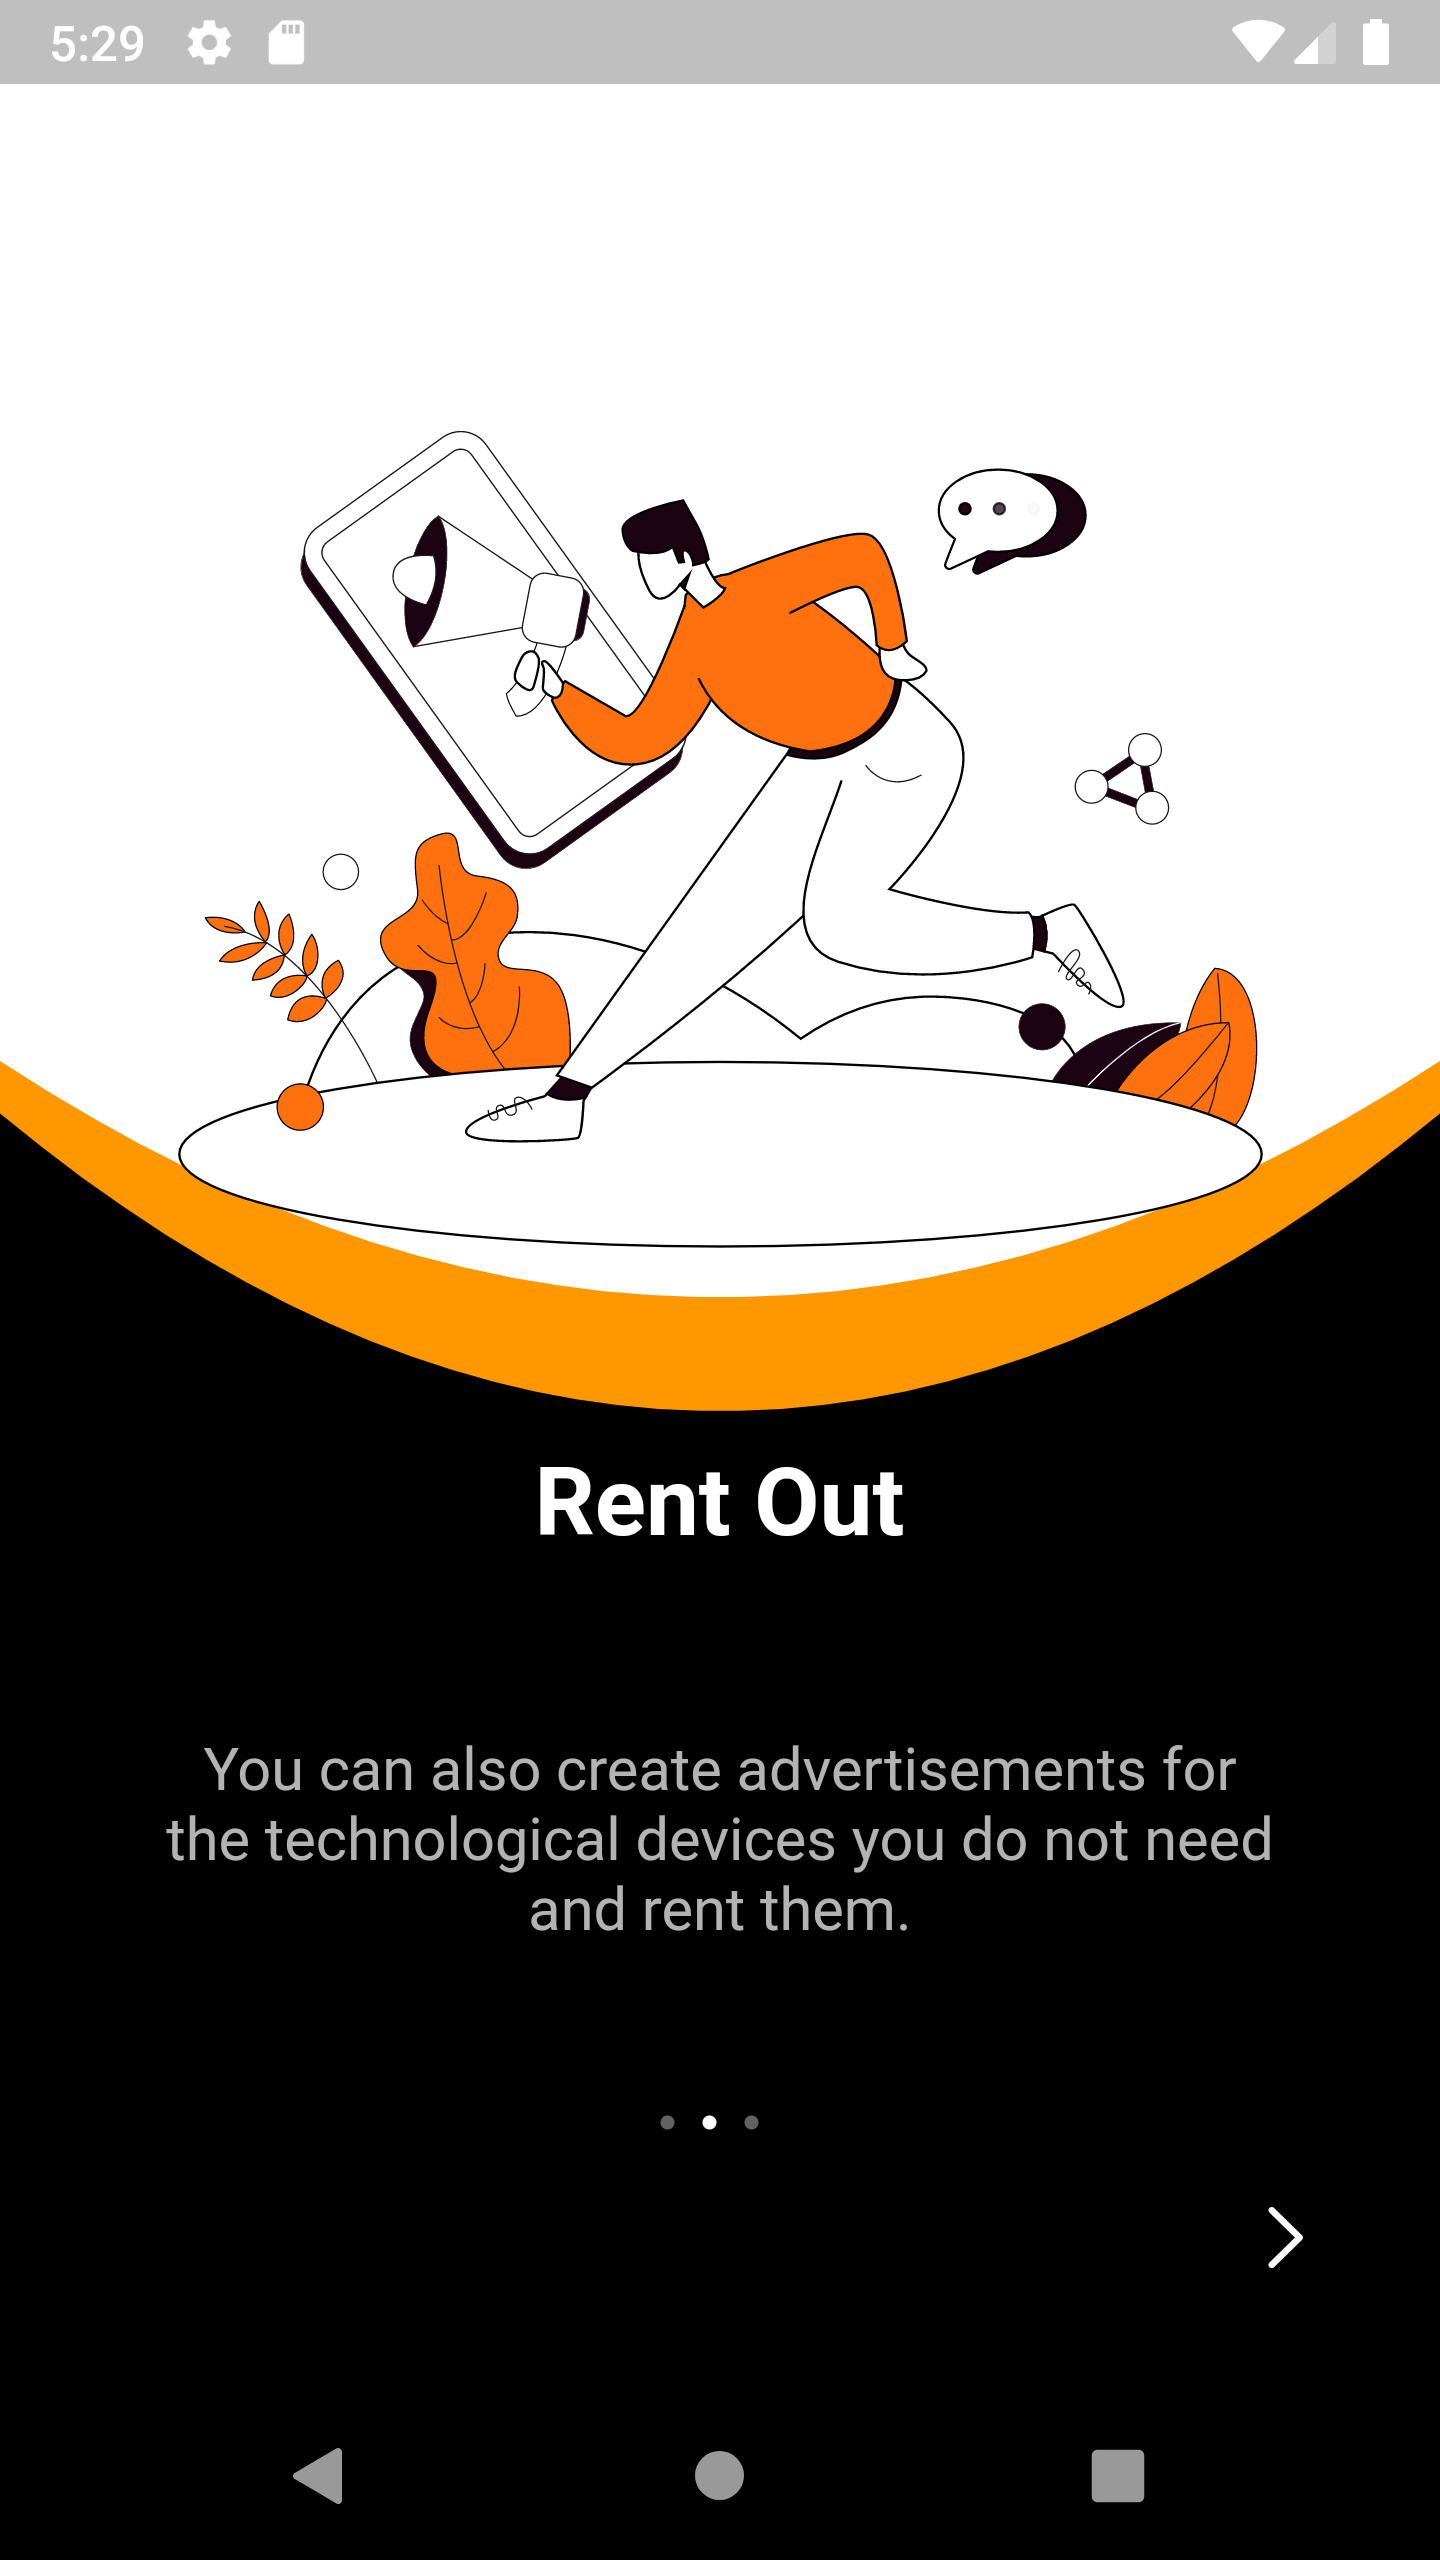 5:29
Rent Out
You can also create advertisements for
the technological devices you do not need
and rent them.